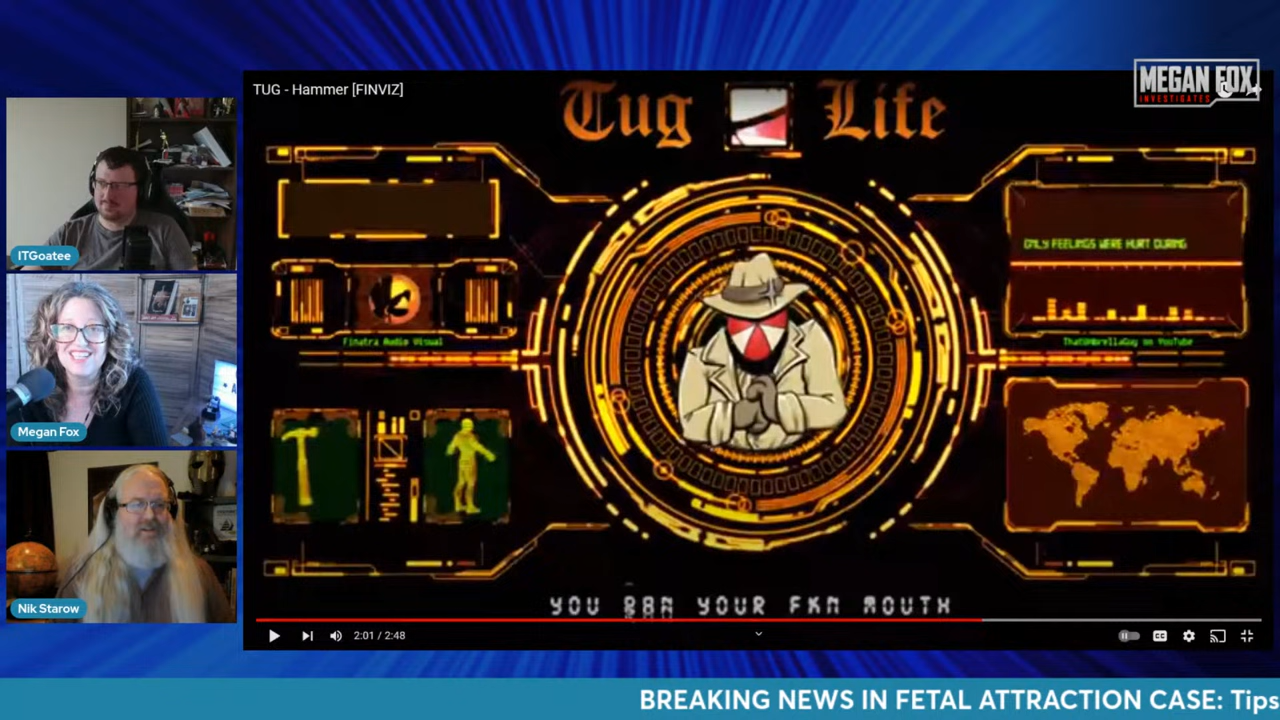 TUG - Hammer [FINVIZ]
MEGAN FOX
INVESTIGATES
Tug Life
ONLY FEELINGS WERE HURT DURING
ITGoatee
Finatra Audio Visual
ThatUmbrellaGuy on YouTube
Megan Fox
Nik Starow
YOU RAN YOUR FKN MOUTH
2:01 / 2:48
CC
BREAKING NEWS IN FETAL ATTRACTION CASE: Tips